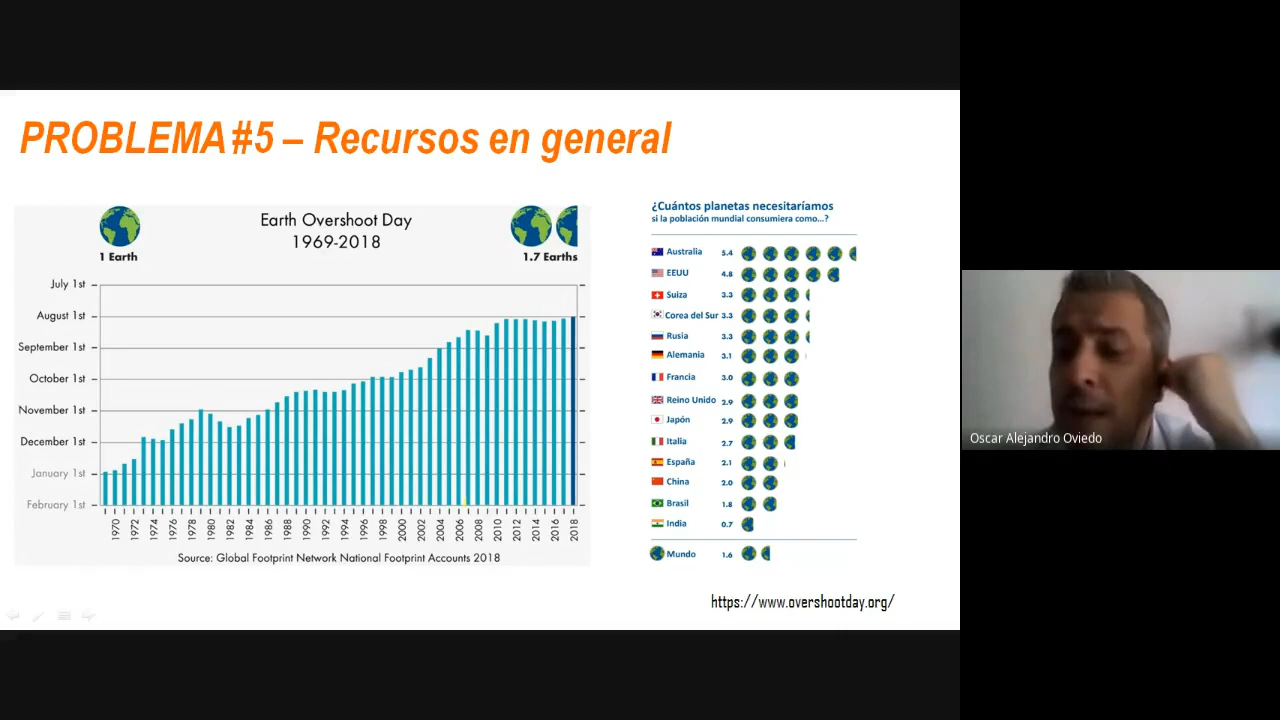 PROBLEMA #5 – Recursos en general
Earth Overshoot Day
1969-2018
1 Earth
1.7 Earths
July 1st
August 1st
September 1st
October 1st
November 1st
December 1st
January 1st
February 1st
1970
1972
1974
1976
1978
1980
1982
1984
1986
1988
1990
1992
1994
1996
1998
2000
2002
2004
2006
2008
2010
2012
2014
2016
2018
Source: Global Footprint Network National Footprint Accounts 2018
¿Cuántos planetas necesitaríamos
si la población mundial consumiera como...?
Australia 5.4
EEUU 4.8
Suiza 3.3
Corea del Sur 3.3
Rusia 3.3
Alemania 3.1
Francia 3.0
Reino Unido 2.9
Japón 2.9
Italia 2.7
España 2.1
China 2.0
Brasil 1.8
India 0.7
Mundo 1.6
https://www.overshootday.org/
Oscar Alejandro Oviedo